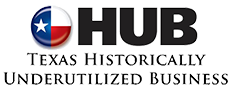 HUB
Texas Historically
Underutilized Business